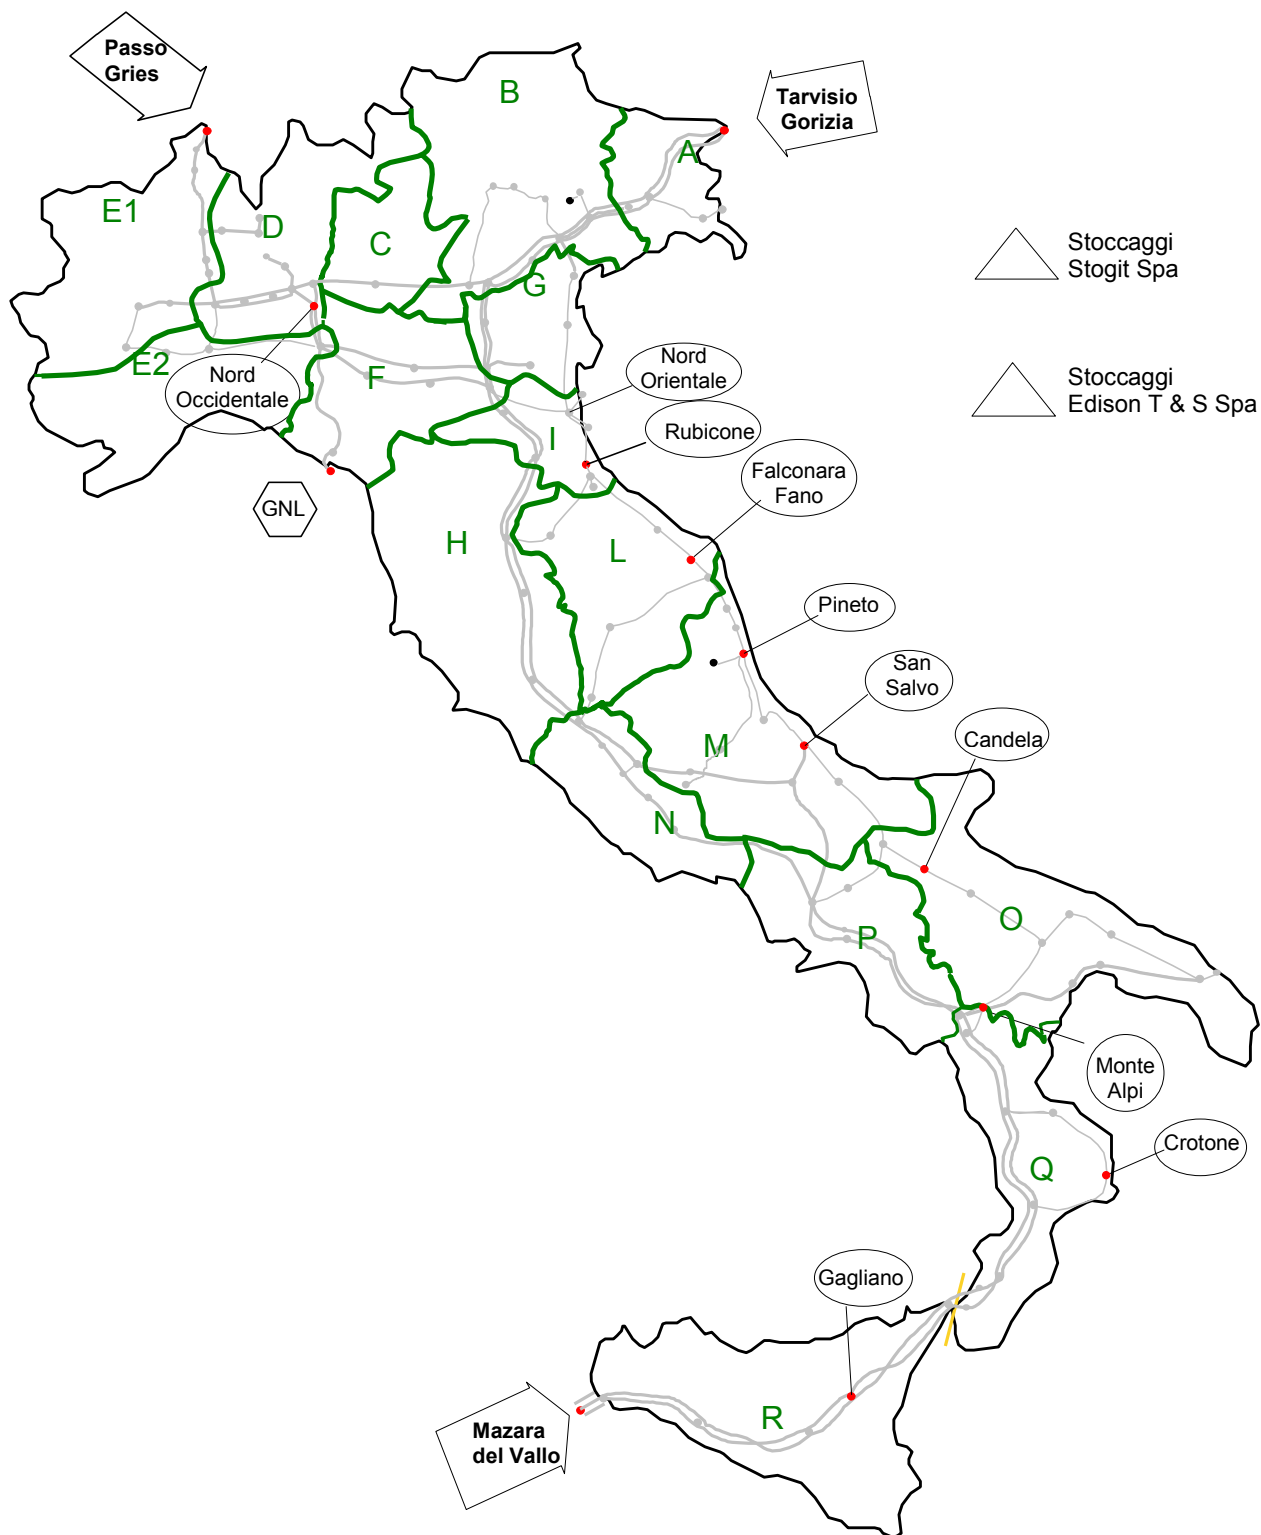 Passo
Gries
B
Tarvisio
Gorizia
A
E1
D
C
Stoccaggi
Stogit Spa
G
E2
F
Nord
Occidentale
Nord
Orientale
Stoccaggi
Edison T & S Spa
I
Rubicone
Falconara
Fano
GNL
H
L
Pineto
San
Salvo
M
Candela
N
O
P
Monte
Alpi
Q
Crotone
Gagliano
R
Mazara
del Vallo